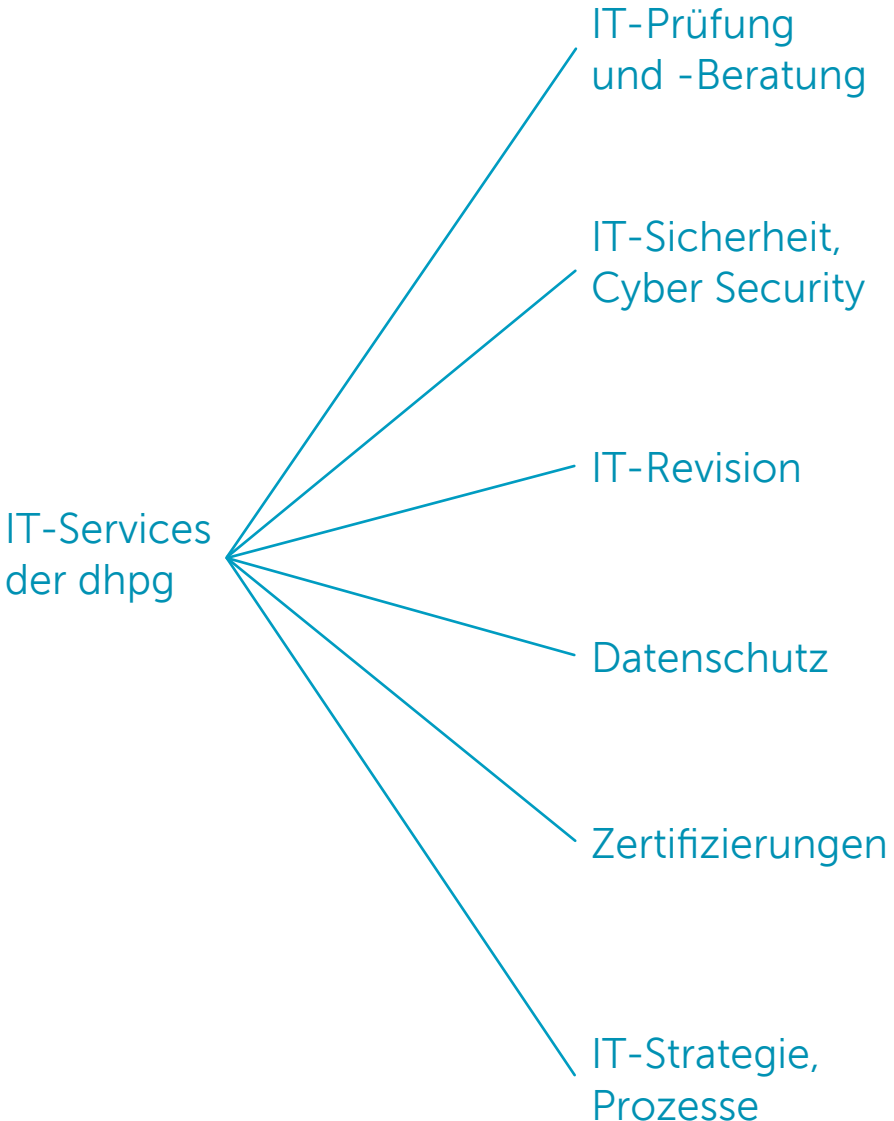 IT-Prüfung
und -Beratung
IT-Sicherheit,
Cyber Security
IT-Revision
IT-Services
der dhpg
Datenschutz
Zertifizierungen
IT-Strategie,
Prozesse